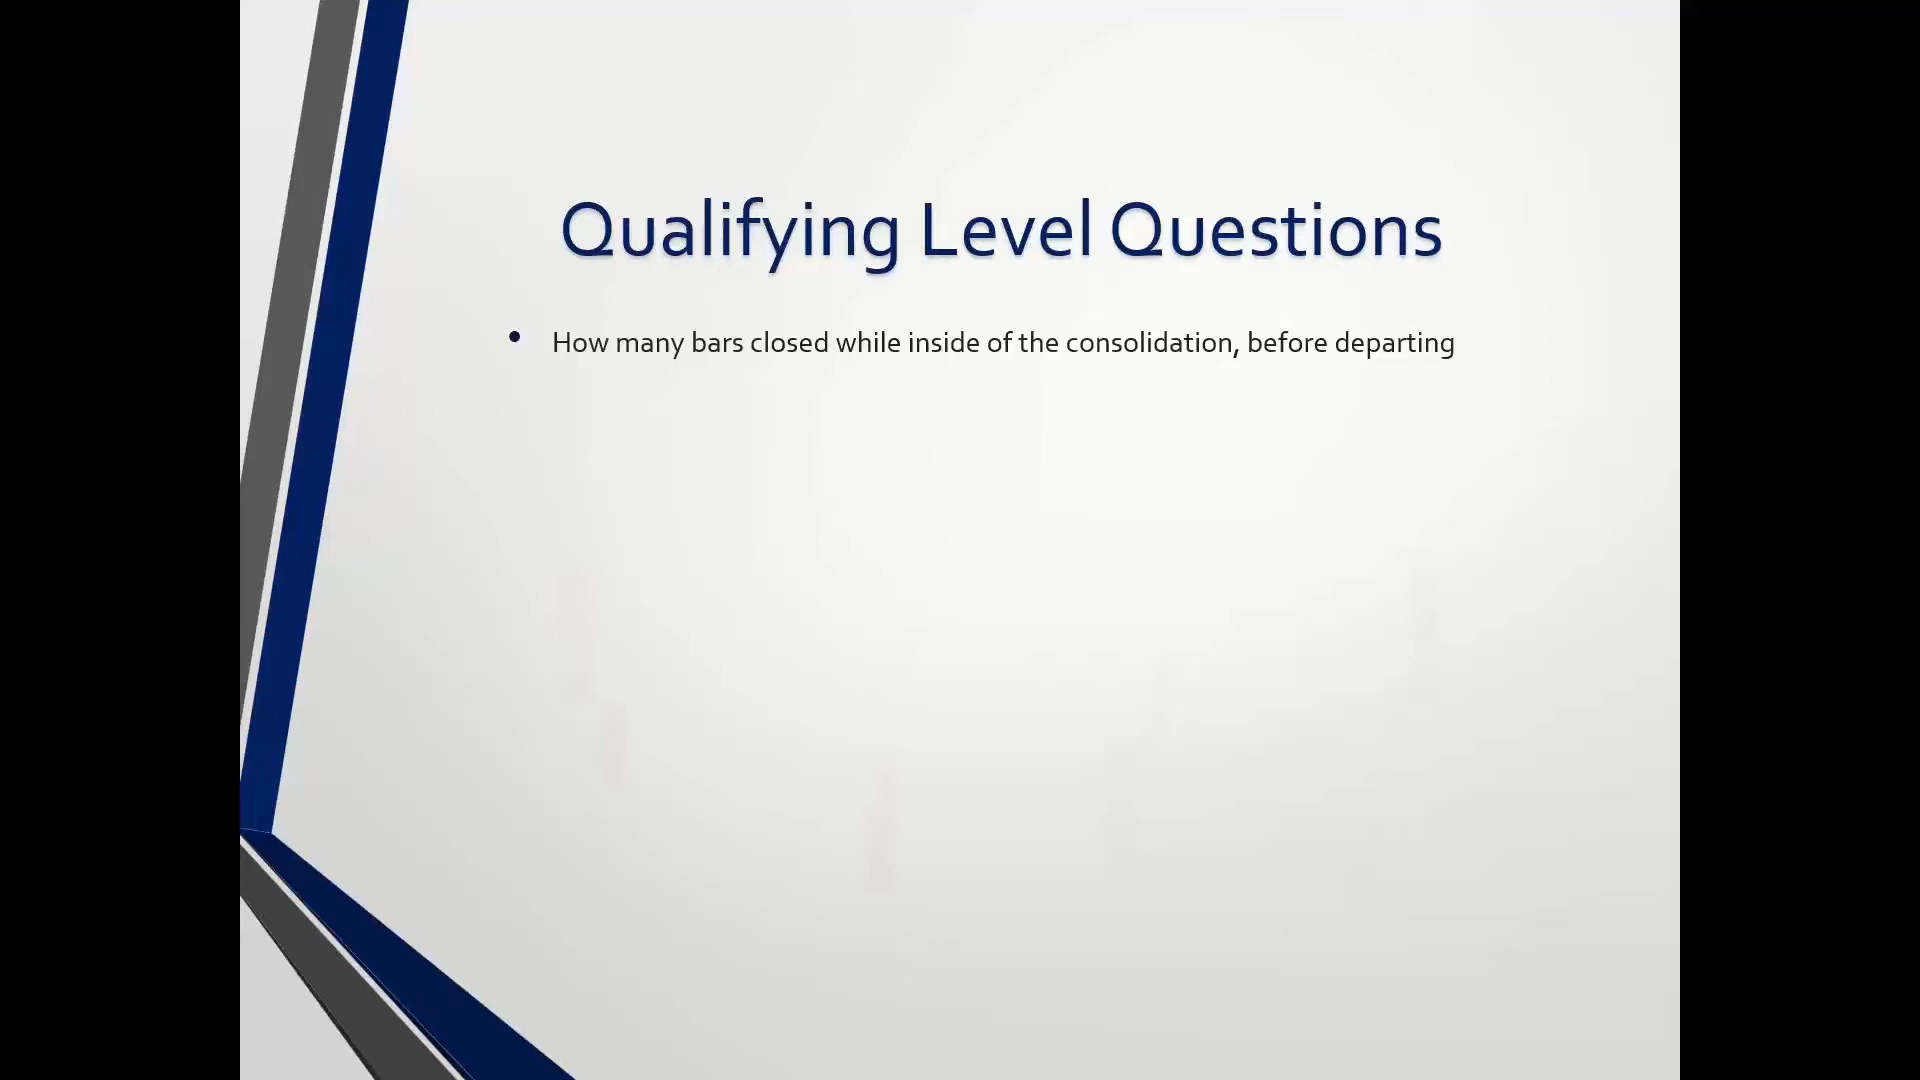 Qualifying Level Questions
• How many bars closed while inside of the consolidation, before departing